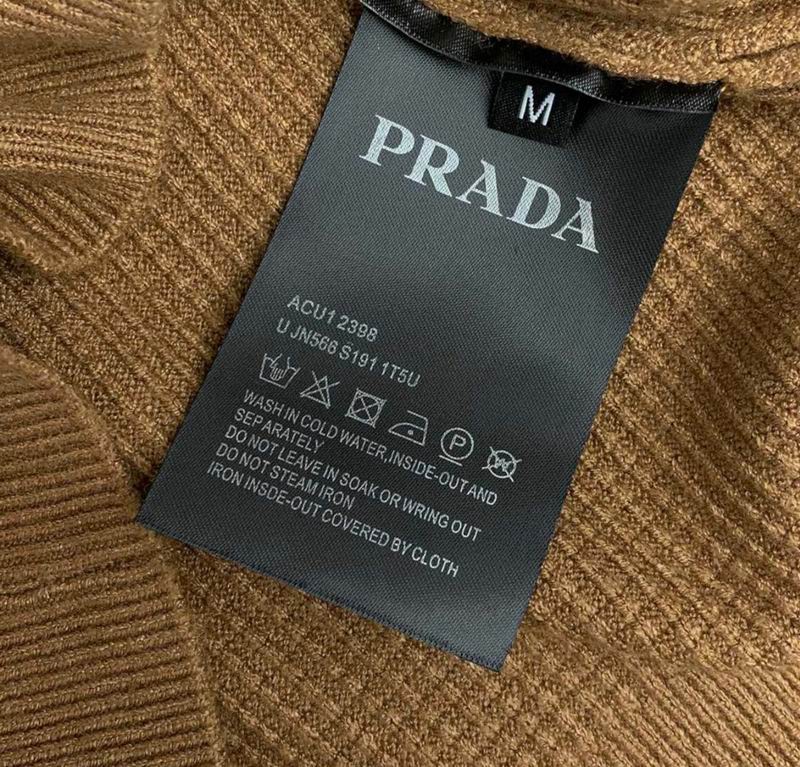 M
PRADA
ACU1 2398
U JN566 S191 1T5U
WASH IN COLD WATER,INSIDE-OUT AND
SEPARATELY
DO NOT LEAVE IN SOAK OR WRING OUT
DO NOT STEAM IRON
IRON INSDE-OUT COVERED BY CLOTH